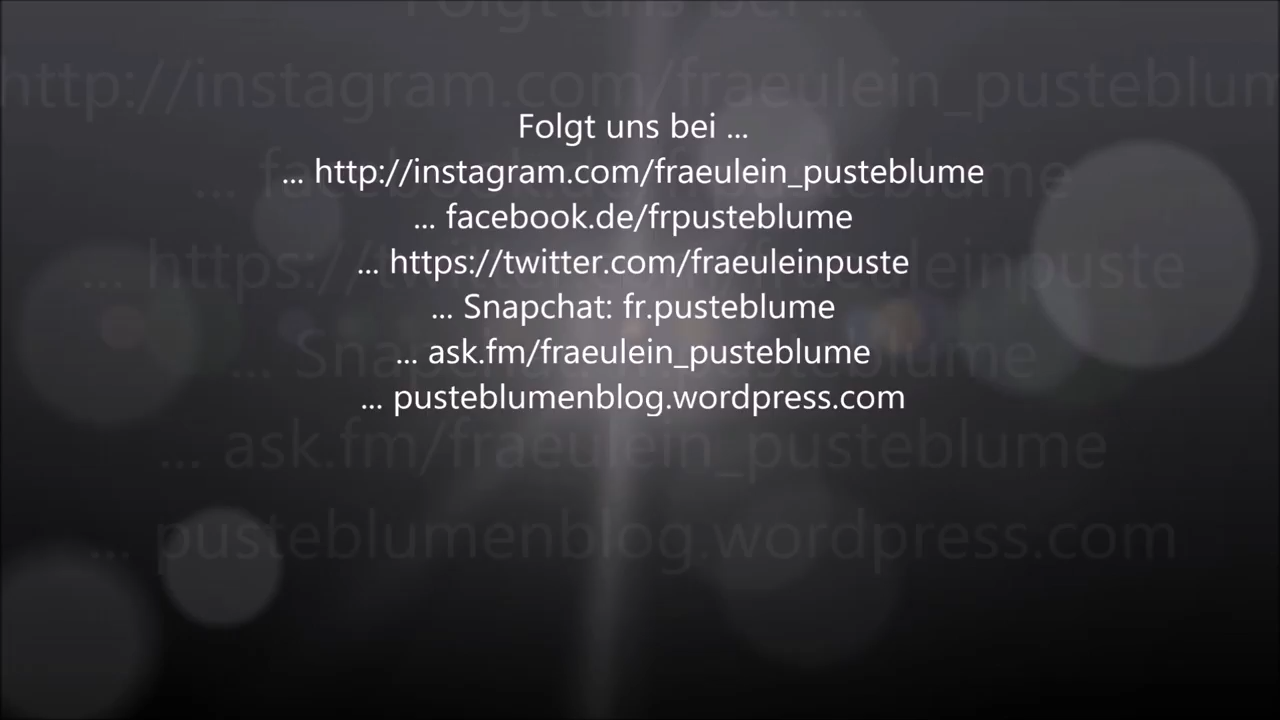 Folgt uns bei ...
... http://instagram.com/fraeulein_pusteblume
... facebook.de/frpusteblume
... https://twitter.com/fraeuleinpuste
... Snapchat: fr.pusteblume
... ask.fm/fraeulein_pusteblume
... pusteblumenblog.wordpress.com